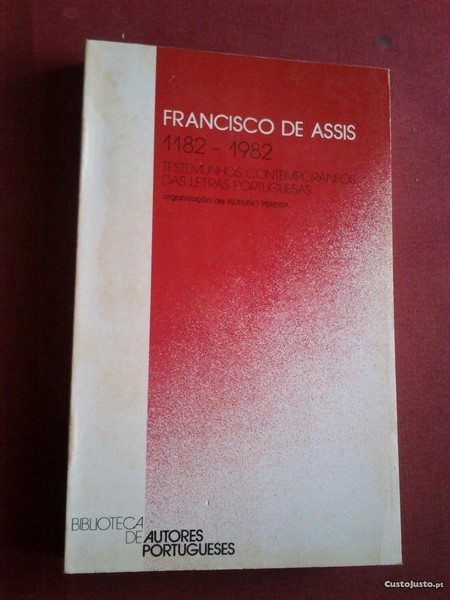 FRANCISCO DE ASSIS
1182 - 1982
TESTEMUNHOS CONTEMPORÂNEOS
DAS LETRAS PORTUGUESAS
organização de ADELINO PEREIRA
BIBLIOTECA
DE AUTORES
PORTUGUESES
CustoJusto.pt